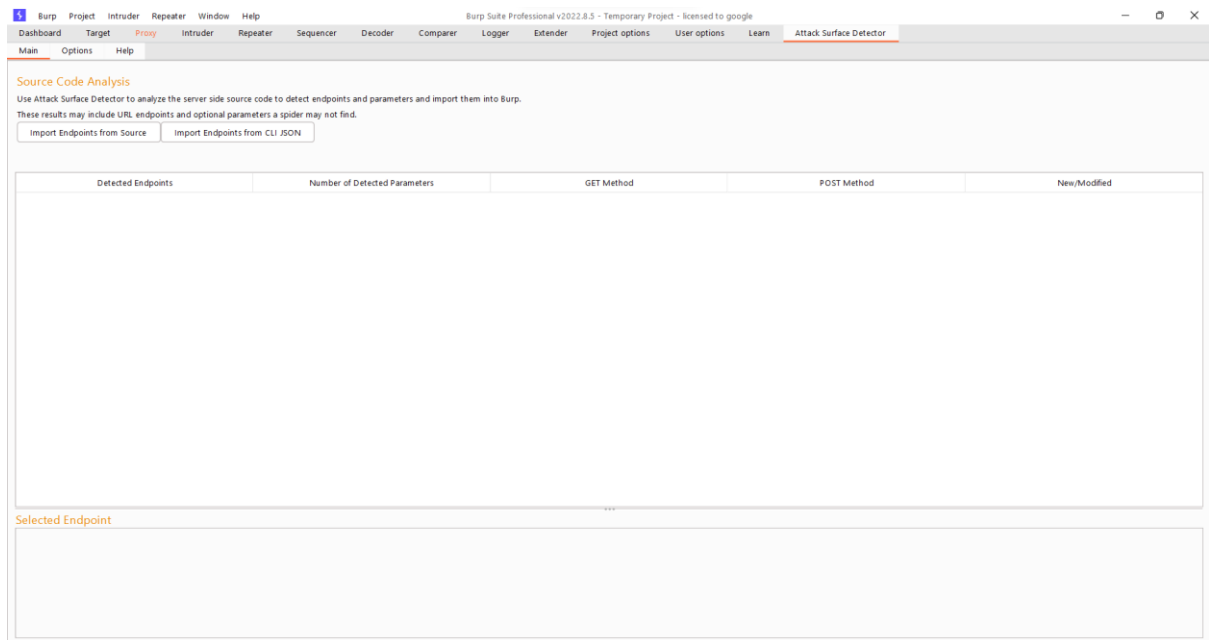 Burp Project Intruder Repeater Window Help Burp Suite Professional v2022.8.5 - Temporary Project - licensed to google
Dashboard Target Proxy Intruder Repeater Sequencer Decoder Comparer Logger Extender Project options User options Learn Attack Surface Detector
Main Options Help
Source Code Analysis
Use Attack Surface Detector to analyze the server side source code to detect endpoints and parameters and import them into Burp.
These results may include URL endpoints and optional parameters a spider may not find.
Import Endpoints from Source Import Endpoints from CLI JSON
Detected Endpoints Number of Detected Parameters GET Method POST Method New/Modified
Selected Endpoint